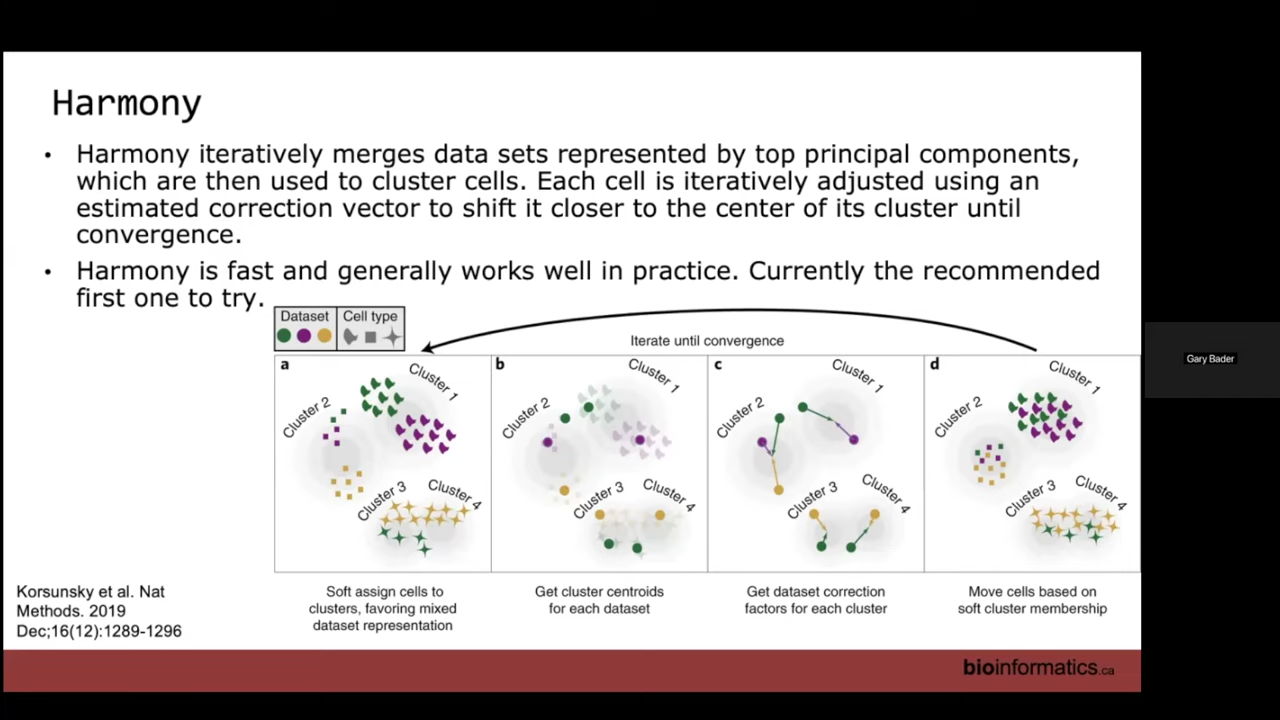 Harmony
• Harmony iteratively merges data sets represented by top principal components,
which are then used to cluster cells. Each cell is iteratively adjusted using an
estimated correction vector to shift it closer to the center of its cluster until
convergence.
• Harmony is fast and generally works well in practice. Currently the recommended
first one to try.
Dataset
Cell type
Iterate until convergence
a
Cluster 1
Cluster 2
Cluster 3
Cluster 4
b
Cluster 1
Cluster 2
Cluster 3
Cluster 4
c
Cluster 1
Cluster 2
Cluster 3
Cluster 4
d
Cluster 1
Cluster 2
Cluster 3
Cluster 4
Soft assign cells to
clusters, favoring mixed
dataset representation
Get cluster centroids
for each dataset
Get dataset correction
factors for each cluster
Move cells based on
soft cluster membership
Korsunsky et al. Nat
Methods. 2019
Dec;16(12):1289-1296
bioinformatics.ca
Gary Bader